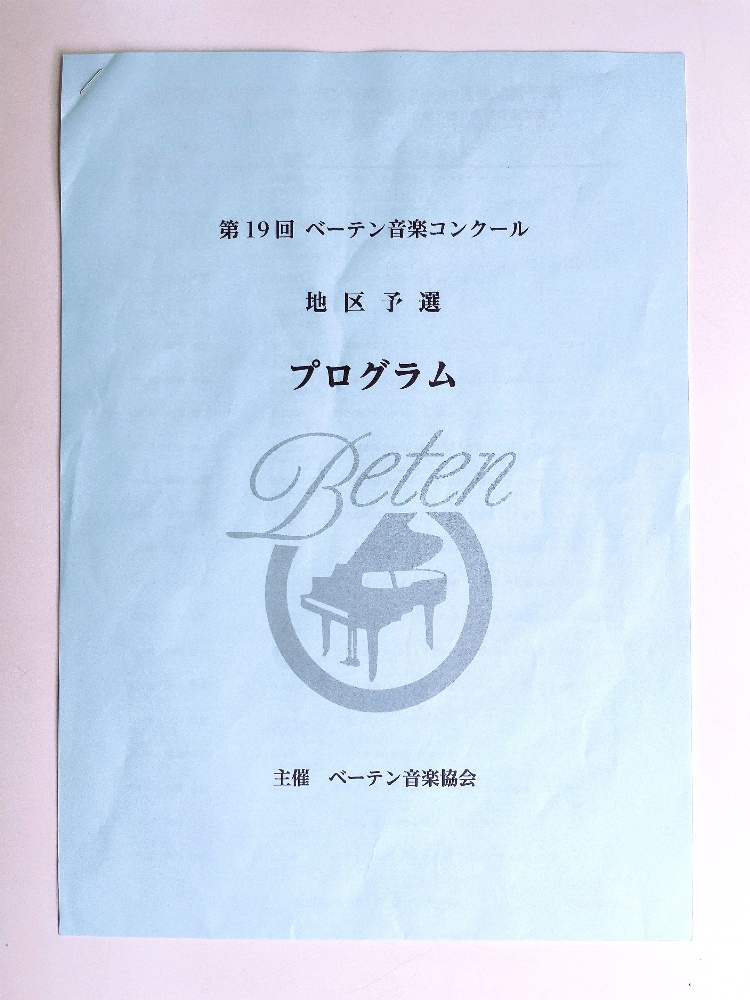 第19回 ベーテン音楽コンクール
地区予選
プログラム
Beten
主催　ベーテン音楽協会